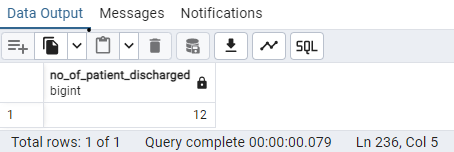 Data Output Messages Notifications
SQL
no_of_patient_discharged
bigint
1 12
Total rows: 1 of 1 Query complete 00:00:00.079 Ln 236, Col 5